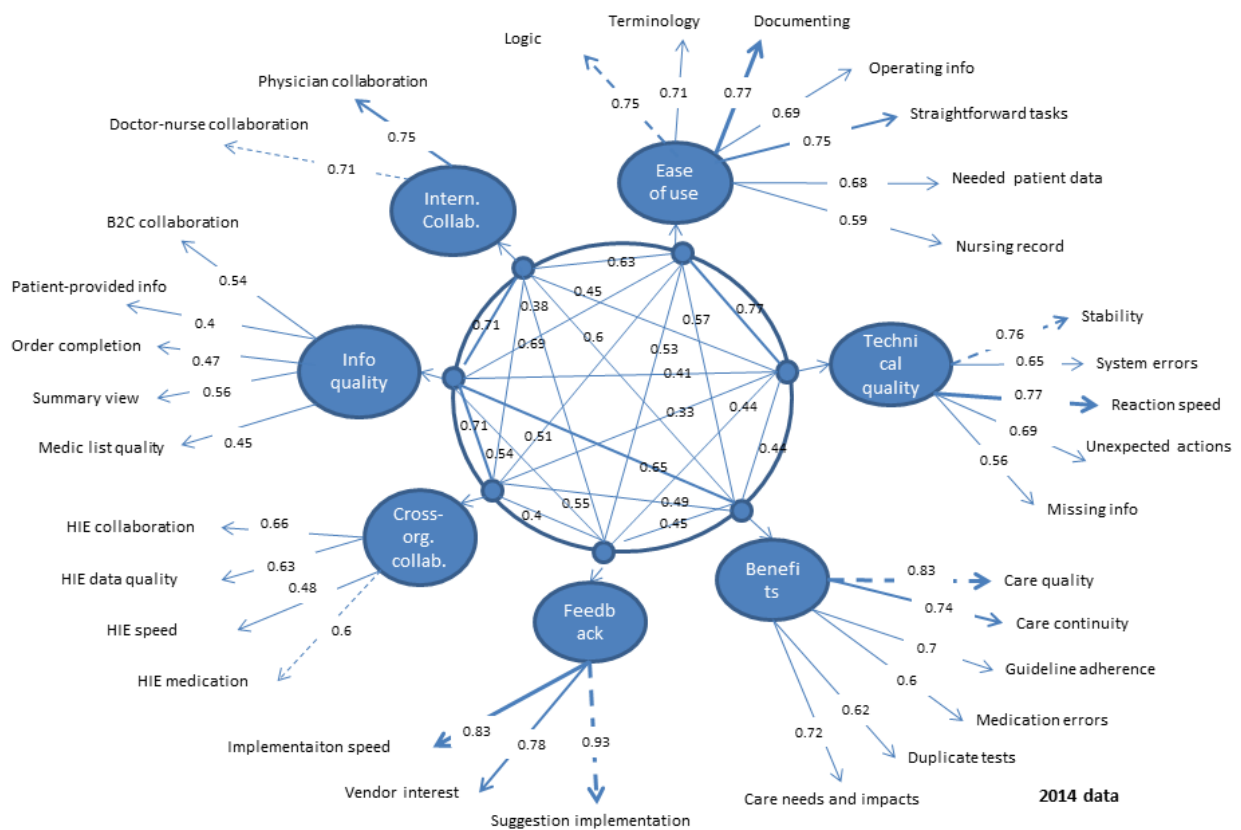 Terminology
Documenting
Logic
Operating info
Physician collaboration
0.75
0.71
0.77
0.69
Straightforward tasks
Doctor-nurse collaboration
0.75
0.75
0.71
Ease
of use
0.68
Needed patient data
Intern.
Collab.
0.59
B2C collaboration
Nursing record
0.63
0.54
Patient-provided info
0.38
0.45
0.77
0.76
Stability
0.4
0.71
0.6
0.57
Order completion
0.47
Info
quality
0.69
0.53
Techni
cal
quality
0.65
System errors
0.41
Summary view
0.56
0.77
Reaction speed
0.33
0.44
0.69
Medic list quality
0.45
0.71
0.51
0.44
0.56
Unexpected actions
0.54
0.65
0.55
0.49
Missing info
HIE collaboration
0.66
Cross-
org.
collab.
0.4
0.45
HIE data quality
0.63
Benefi
ts
0.83
Care quality
0.48
0.74
HIE speed
Feedb
ack
Care continuity
0.6
0.7
Guideline adherence
HIE medication
0.6
0.62
Medication errors
0.83
0.78
0.93
0.72
Implementaiton speed
Duplicate tests
Vendor interest
Care needs and impacts
2014 data
Suggestion implementation